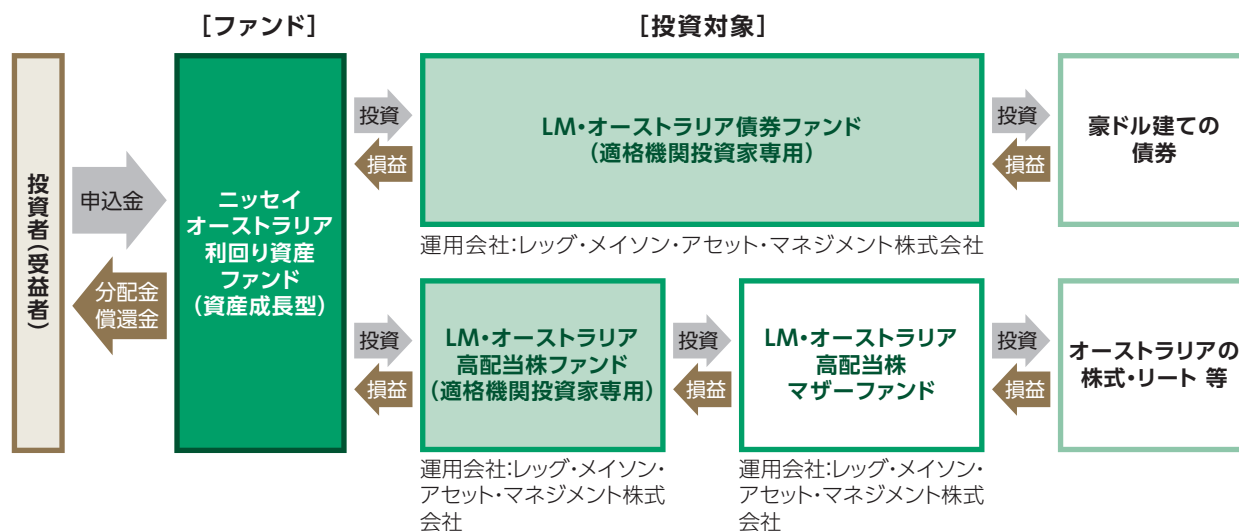 [ファンド]
[投資対象]
投資者(受益者)
申込金
分配金
償還金
ニッセイ
オーストラリア
利回り資産
ファンド
(資産成長型)
投資
損益
LM・オーストラリア債券ファンド
(適格機関投資家専用)
運用会社:レッグ・メイソン・アセット・マネジメント株式会社
投資
損益
豪ドル建ての
債券
投資
損益
LM・オーストラリア
高配当株ファンド
(適格機関投資家専用)
運用会社:レッグ・メイソン・
アセット・マネジメント株式
会社
投資
損益
LM・オーストラリア
高配当株
マザーファンド
運用会社:レッグ・メイソン・
アセット・マネジメント株式
会社
投資
損益
オーストラリアの
株式・リート 等